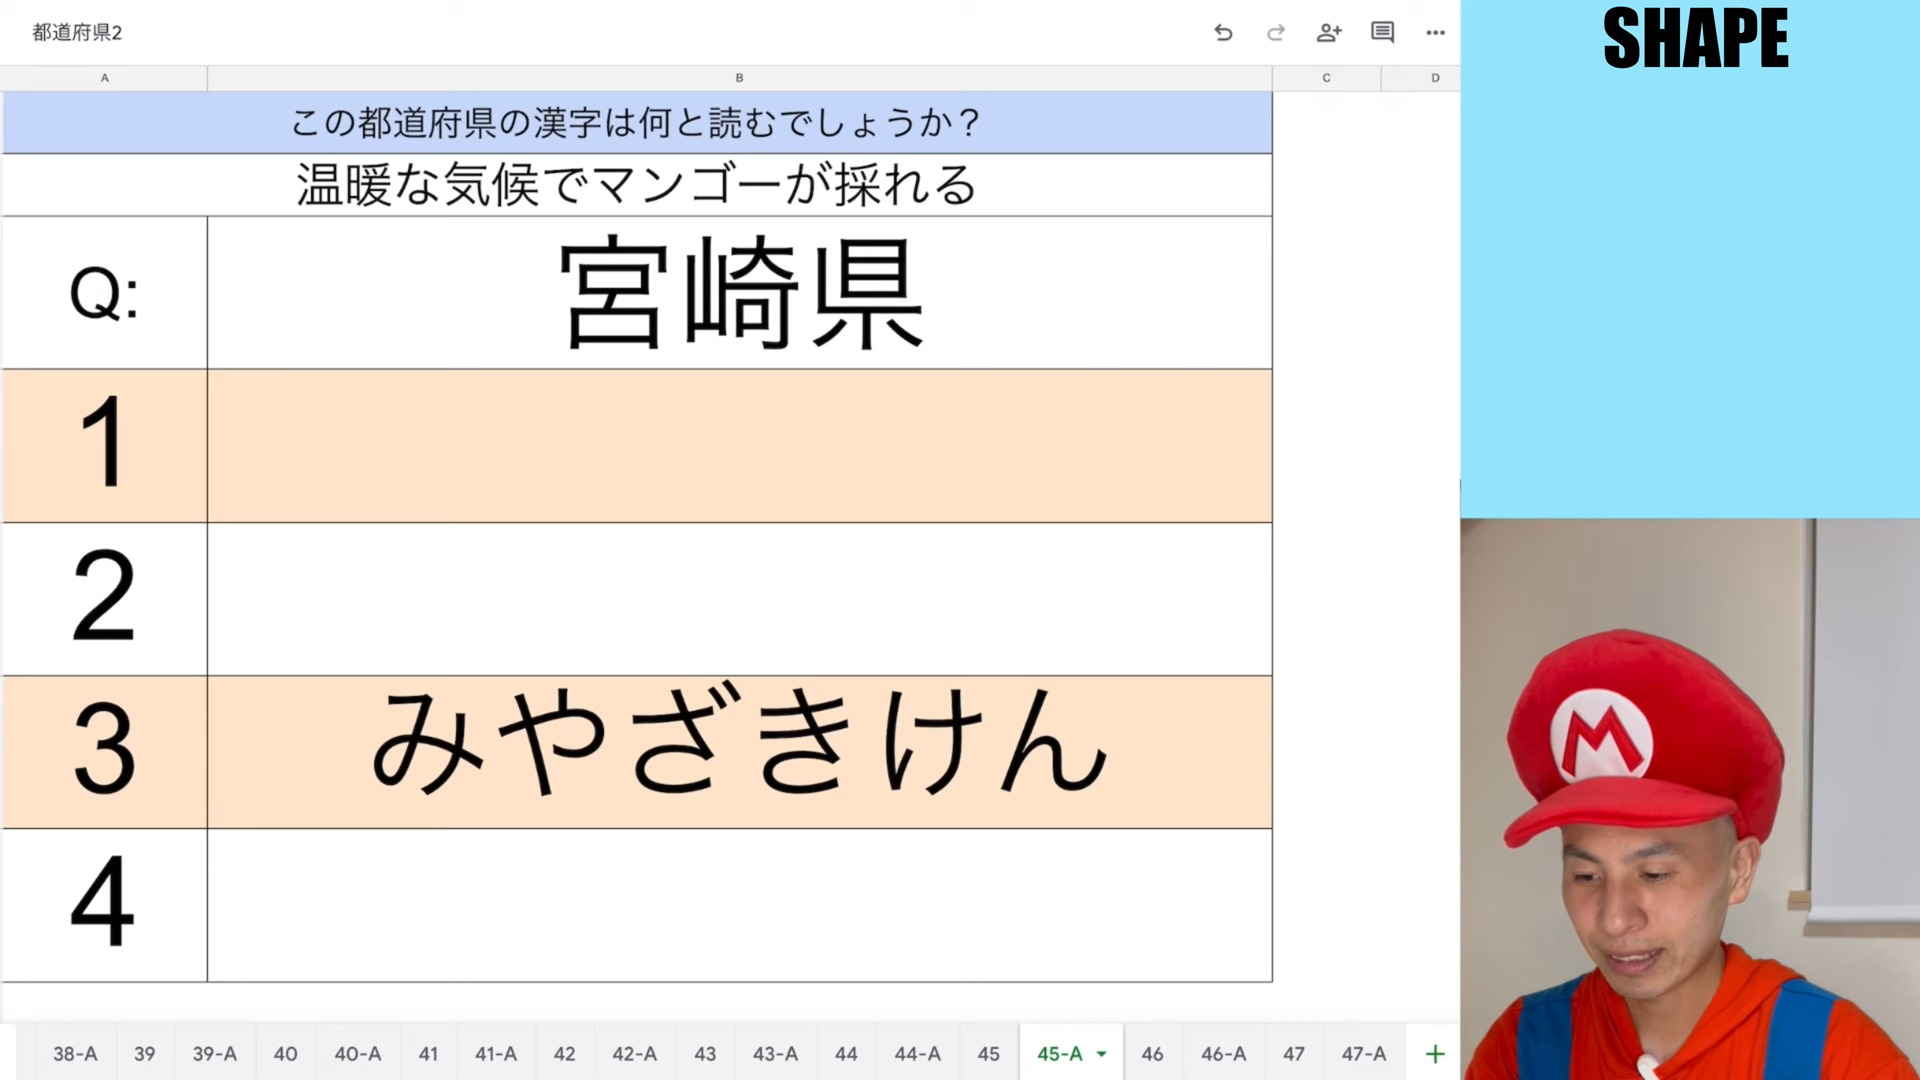 都道府県2
SHAPE
A B C D
この都道府県の漢字は何と読むでしょうか？
温暖な気候でマンゴーが採れる
Q: 宮崎県
1
2
3 みやざきけん
4
M
38-A 39 39-A 40 40-A 41 41-A 42 42-A 43 43-A 44 44-A 45 45-A 46 46-A 47 47-A